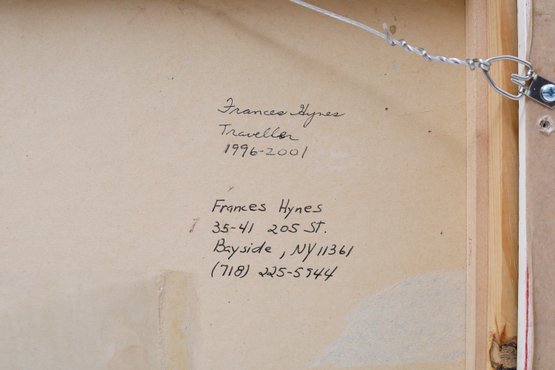 Frances Hynes
Traveller
1996-2001
Frances Hynes
35-41 205 St.
Bayside, NY 11361
(718) 225-5944